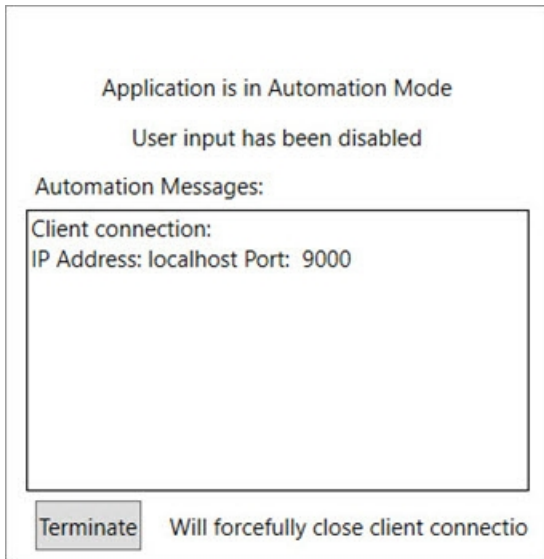 Application is in Automation Mode
User input has been disabled
Automation Messages:
Client connection:
IP Address: localhost Port:  9000
Terminate
Will forcefully close client connectio